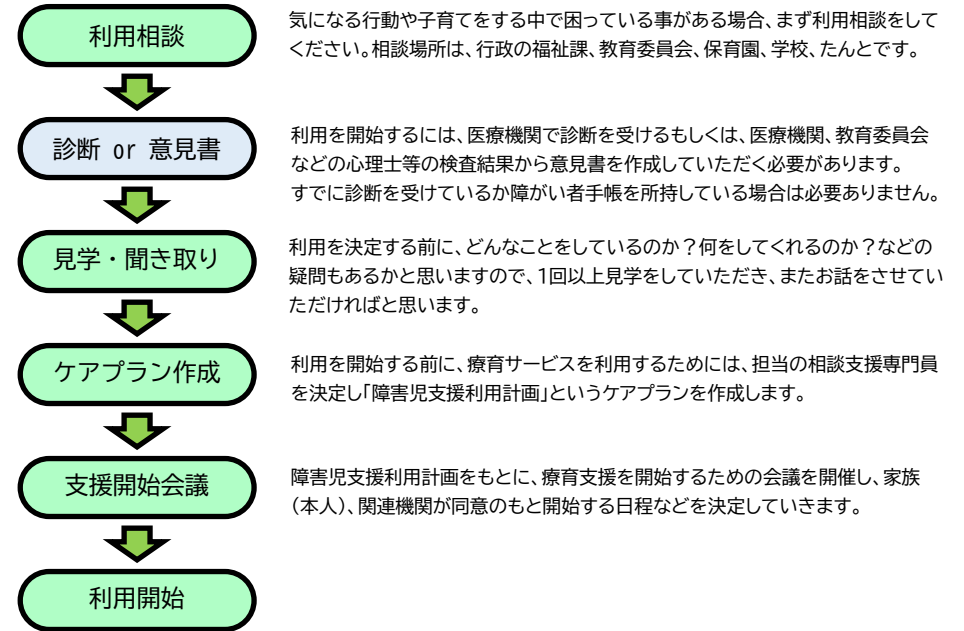 利用相談
気になる行動や子育てをする中で困っている事がある場合、まず利用相談をして
ください。相談場所は、行政の福祉課、教育委員会、保育園、学校、たんとです。
診断 or 意見書
利用を開始するには、医療機関で診断を受けるもしくは、医療機関、教育委員会
などの心理士等の検査結果から意見書を作成していただく必要があります。
すでに診断を受けているか障がい者手帳を所持している場合は必要ありません。
見学・聞き取り
利用を決定する前に、どんなことをしているのか？何をしてくれるのか？などの
疑問もあるかと思いますので、1回以上見学をしていただき、またお話をさせてい
ただければと思います。
ケアプラン作成
利用を開始する前に、療育サービスを利用するためには、担当の相談支援専門員
を決定し「障害児支援利用計画」というケアプランを作成します。
支援開始会議
障害児支援利用計画をもとに、療育支援を開始するための会議を開催し、家族
（本人）、関連機関が同意のもと開始する日程などを決定していきます。
利用開始